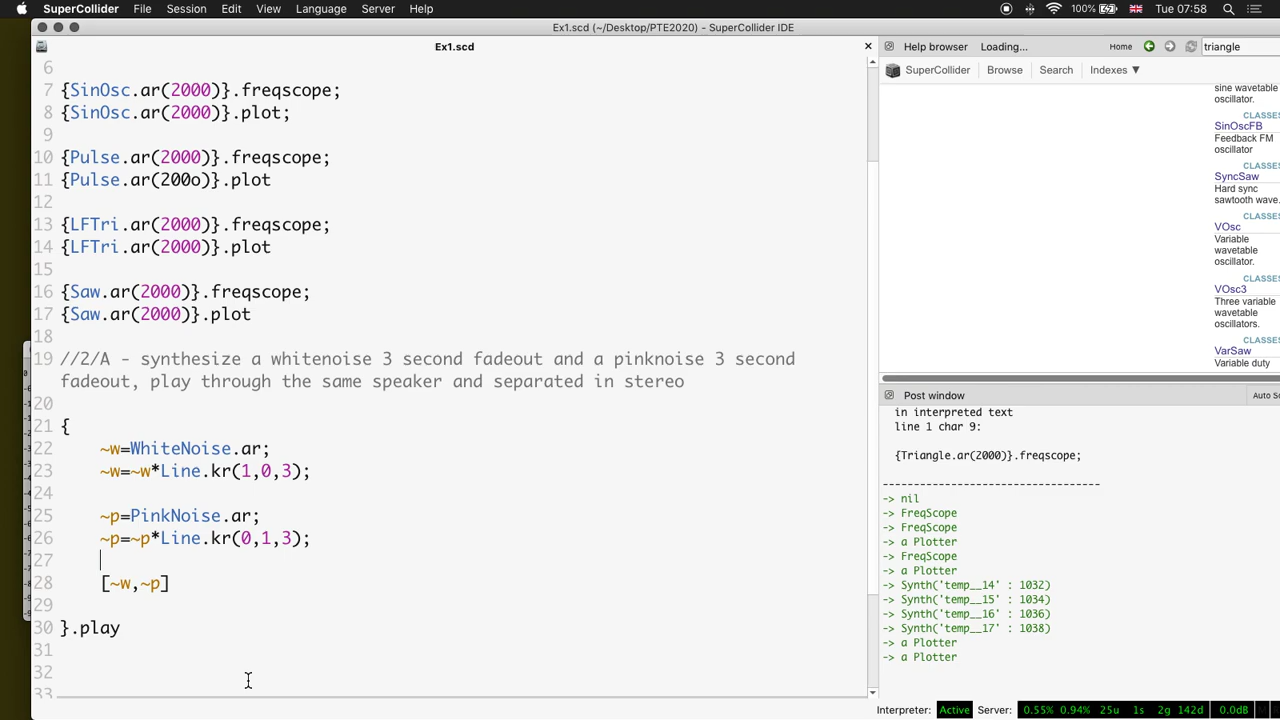 SuperCollider File Session Edit View Language Server Help 100% Tue 07:58
Ex1.scd (~/Desktop/PTE2020) - SuperCollider IDE
Ex1.scd
Help browser Loading... Home triangle
SuperCollider Browse Search Indexes ▼
6
7 {SinOsc.ar(2000)}.freqscope;
8 {SinOsc.ar(2000)}.plot;
9
10 {Pulse.ar(2000)}.freqscope;
11 {Pulse.ar(200o)}.plot
12
13 {LFTri.ar(2000)}.freqscope;
14 {LFTri.ar(2000)}.plot
15
16 {Saw.ar(2000)}.freqscope;
17 {Saw.ar(2000)}.plot
18
19 //2/A - synthesize a whitenoise 3 second fadeout and a pinknoise 3 second
fadeout, play through the same speaker and separated in stereo
20
21 {
22 ~w=WhiteNoise.ar;
23 ~w=~w*Line.kr(1,0,3);
24
25 ~p=PinkNoise.ar;
26 ~p=~p*Line.kr(0,1,3);
27
28 [~w,~p]
29
30 }.play
31
32
33
sine wavetable
oscillator.
CLASSES
SinOscFB
Feedback FM
oscillator
CLASSES
SyncSaw
Hard sync
sawtooth wave.
CLASSES
VOsc
Variable
wavetable
oscillator.
CLASSES
VOsc3
Three variable
wavetable
oscillators.
CLASSES
VarSaw
Variable duty
Post window Auto Sc
in interpreted text
line 1 char 9:
{Triangle.ar(2000)}.freqscope;
-----------------------------------
-> nil
-> FreqScope
-> FreqScope
-> a Plotter
-> FreqScope
-> a Plotter
-> Synth('temp__14' : 1032)
-> Synth('temp__15' : 1034)
-> Synth('temp__16' : 1036)
-> Synth('temp__17' : 1038)
-> a Plotter
-> a Plotter
Interpreter: Active Server: 0.55% 0.94% 25u 1s 2g 142d 0.0dB